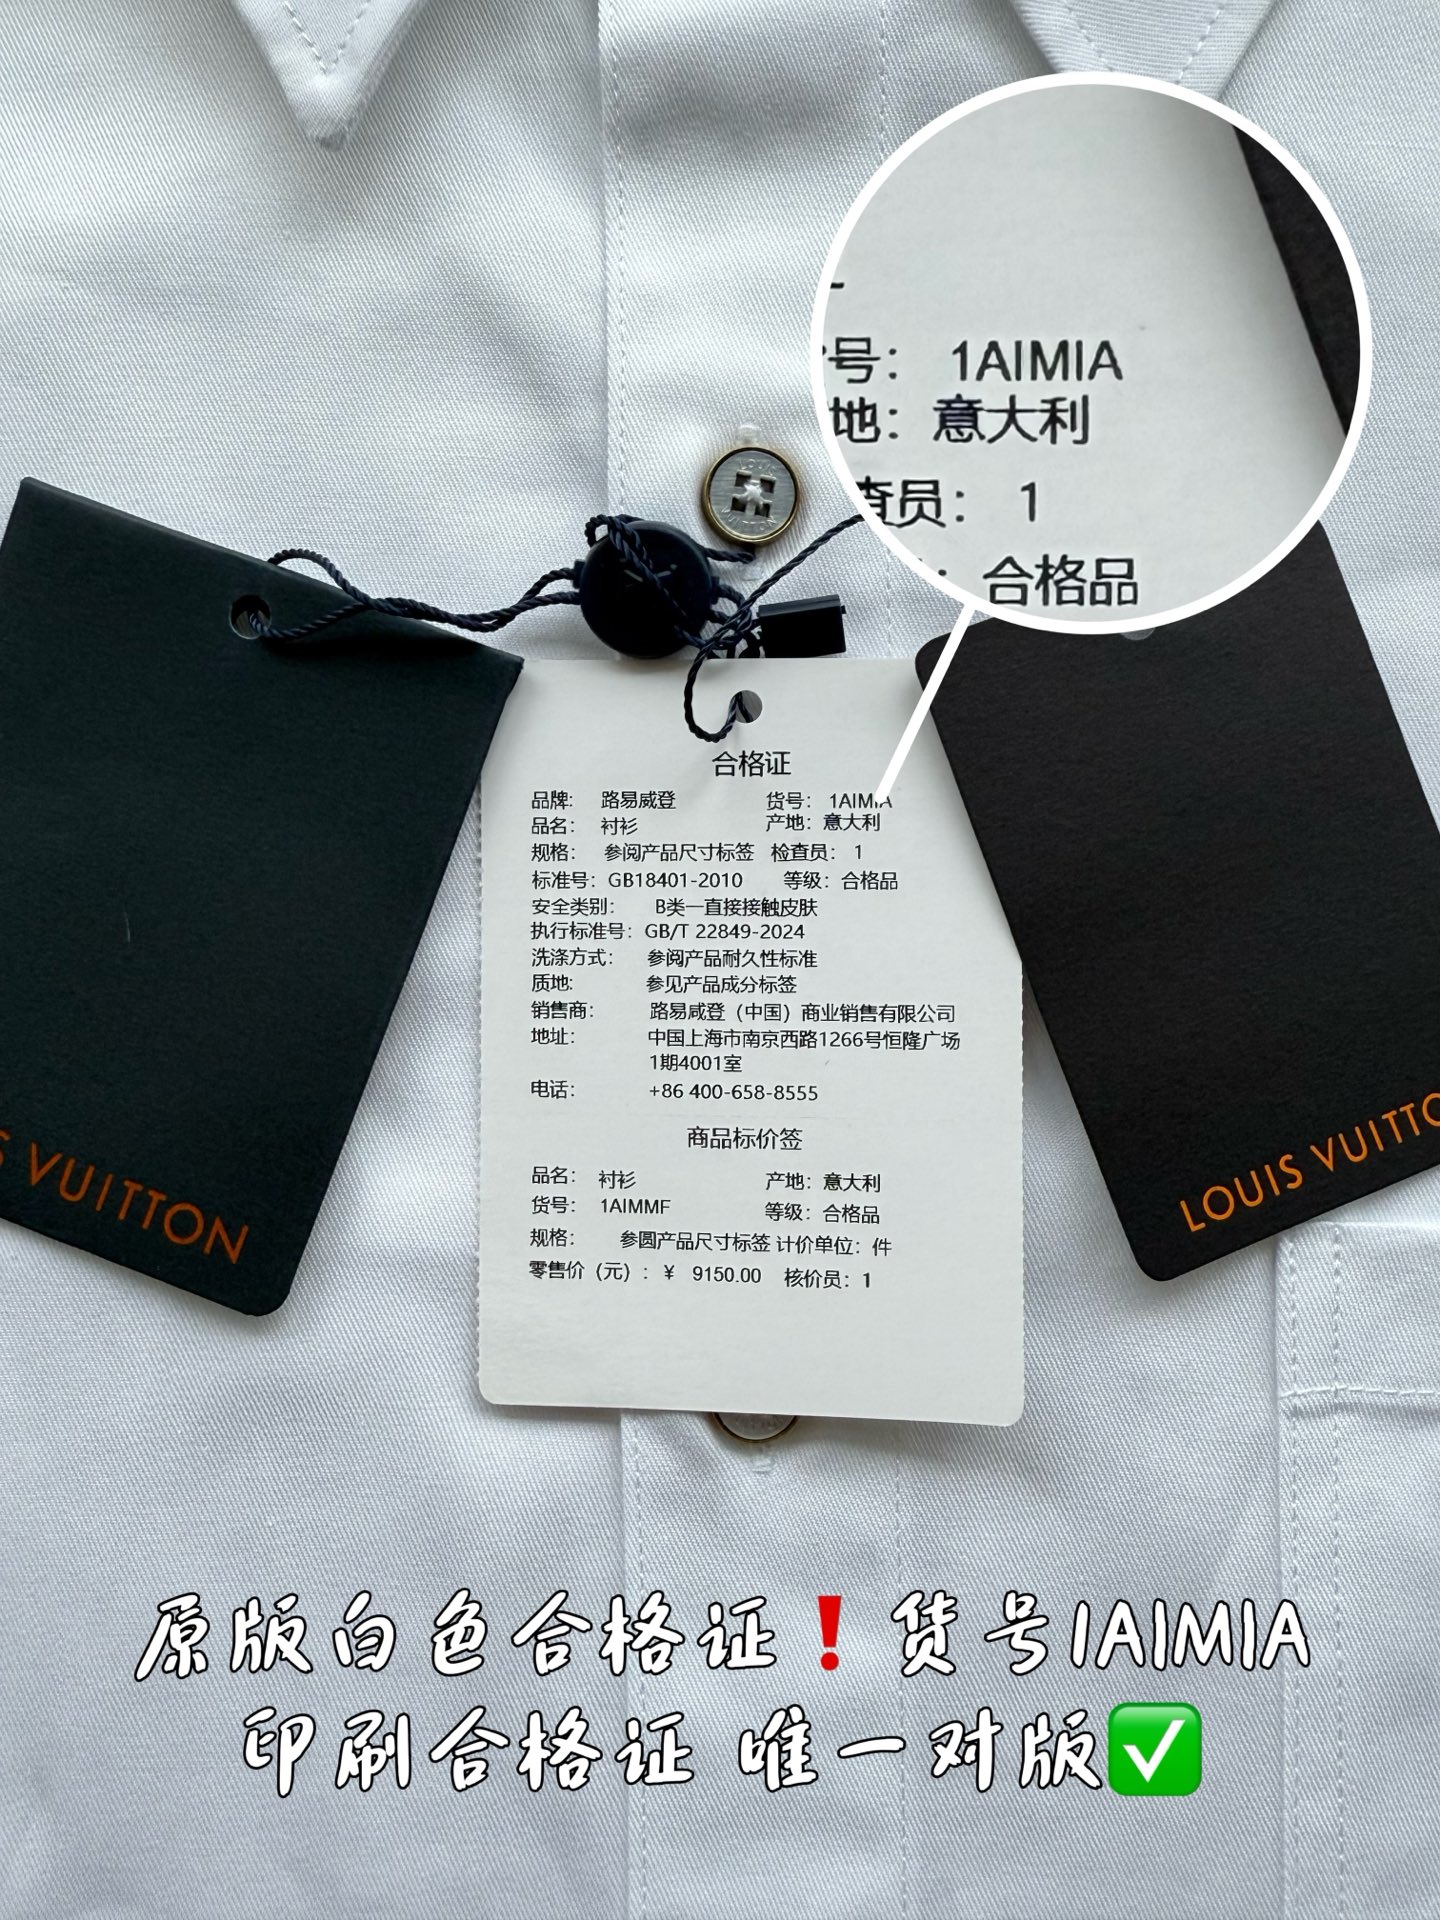 号： 1AIMIA
地：意大利
查员： 1
：合格品
LOUIS VUITTON
合格证
品牌： 路易威登 货号： 1AIMIA
品名： 衬衫 产地：意大利
规格： 参阅产品尺寸标签 检查员： 1
标准号：GB18401-2010 等级：合格品
安全类别： B类一直接接触皮肤
执行标准号：GB/T 22849-2024
洗涤方式： 参阅产品耐久性标准
质地: 参见产品成分标签
销售商： 路易咸登（中国）商业销售有限公司
地址： 中国上海市南京西路1266号恒隆广场
1期4001室
电话： +86 400-658-8555
商品标价签
品名： 衬衫 产地：意大利
货号： 1AIMMF 等级：合格品
规格： 参圆产品尺寸标签 计价单位：件
零售价（元）：¥ 9150.00 核价员：1
S VUITTON
LOUIS VUITTO
原版白色合格证❗货号1AIMIA
印刷合格证 唯一对版✅